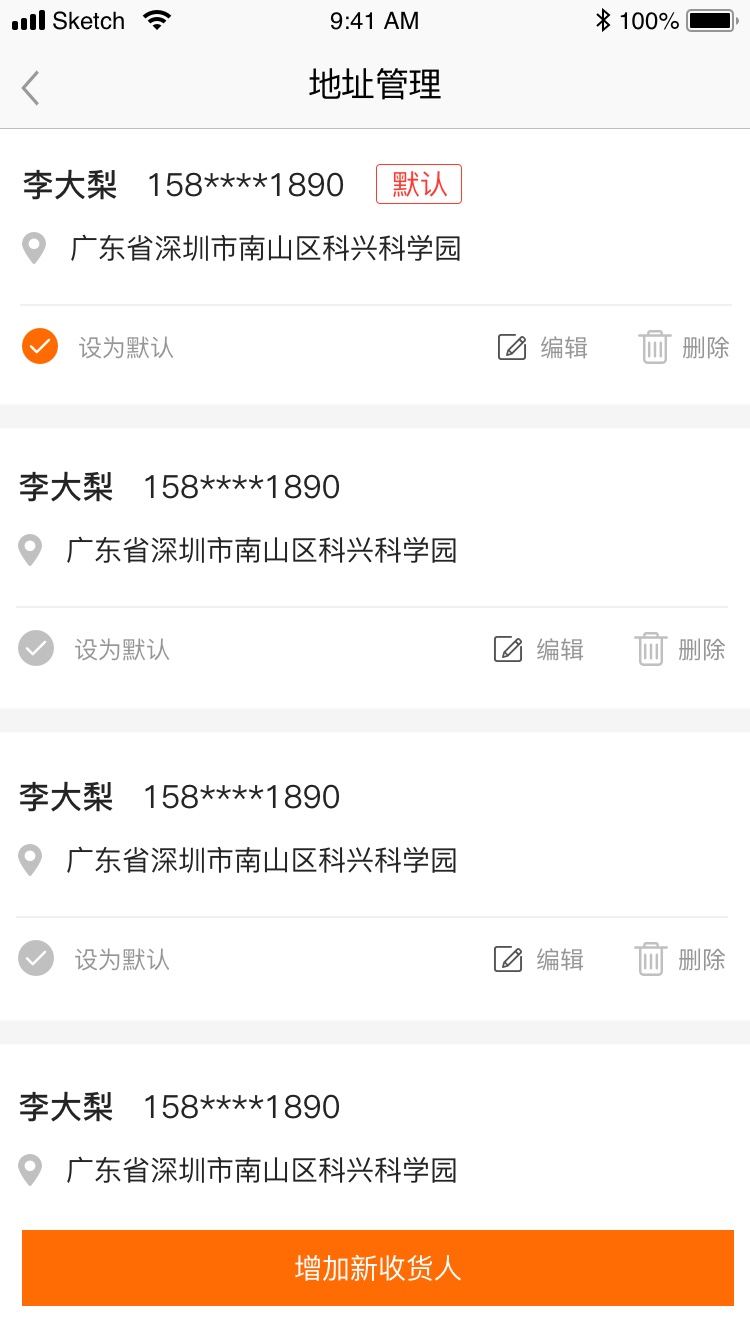 Sketch 9:41 AM 100%
地址管理
李大梨 158****1890 默认
广东省深圳市南山区科兴科学园
设为默认 编辑 删除
李大梨 158****1890
广东省深圳市南山区科兴科学园
设为默认 编辑 删除
李大梨 158****1890
广东省深圳市南山区科兴科学园
设为默认 编辑 删除
李大梨 158****1890
广东省深圳市南山区科兴科学园
增加新收货人